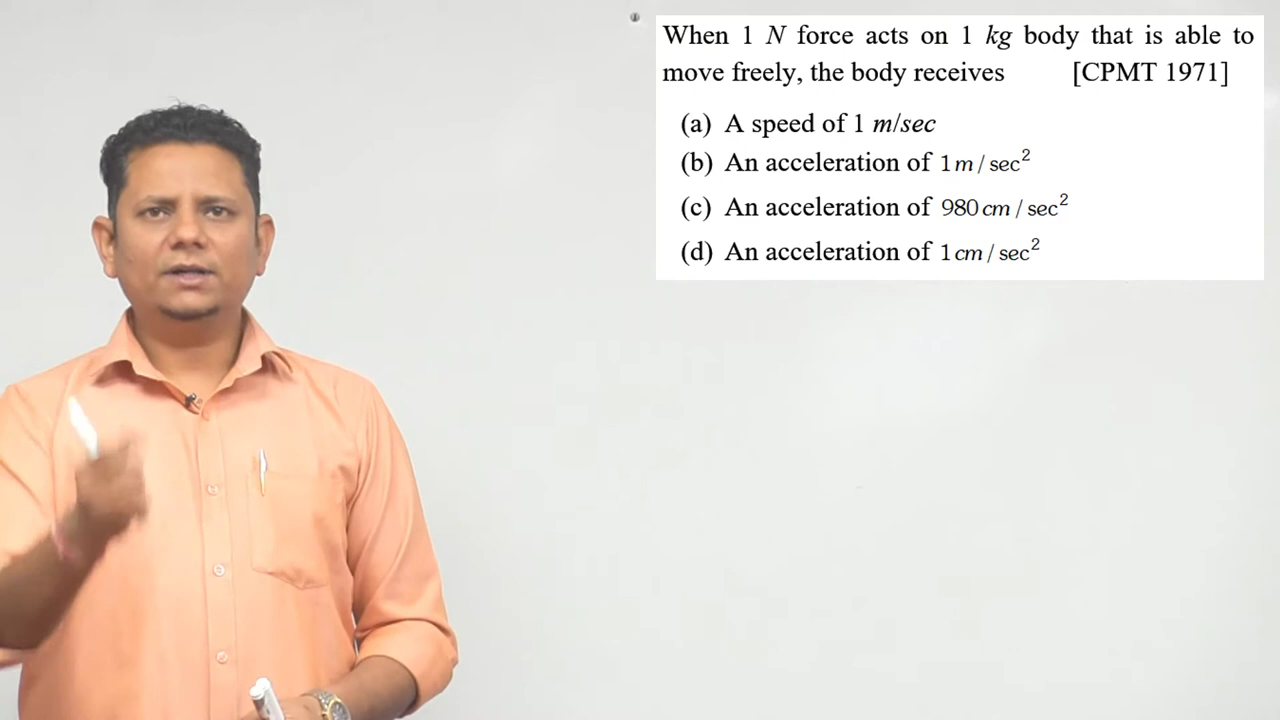 When 1 N force acts on 1 kg body that is able to
move freely, the body receives [CPMT 1971]
(a) A speed of 1 m/sec
(b) An acceleration of 1 m / sec²
(c) An acceleration of 980 cm / sec²
(d) An acceleration of 1 cm / sec²